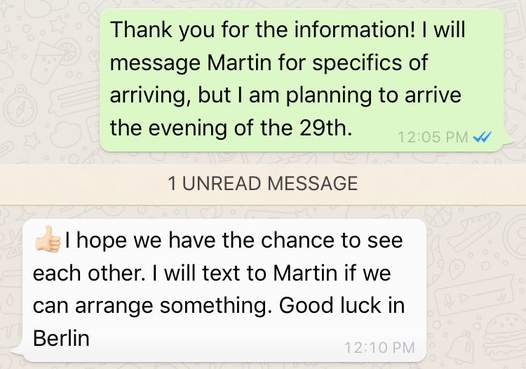 Thank you for the information! I will
message Martin for specifics of
arriving, but I am planning to arrive
the evening of the 29th.
12:05 PM
1 UNREAD MESSAGE
👍🏻I hope we have the chance to see
each other. I will text to Martin if we
can arrange something. Good luck in
Berlin
12:10 PM